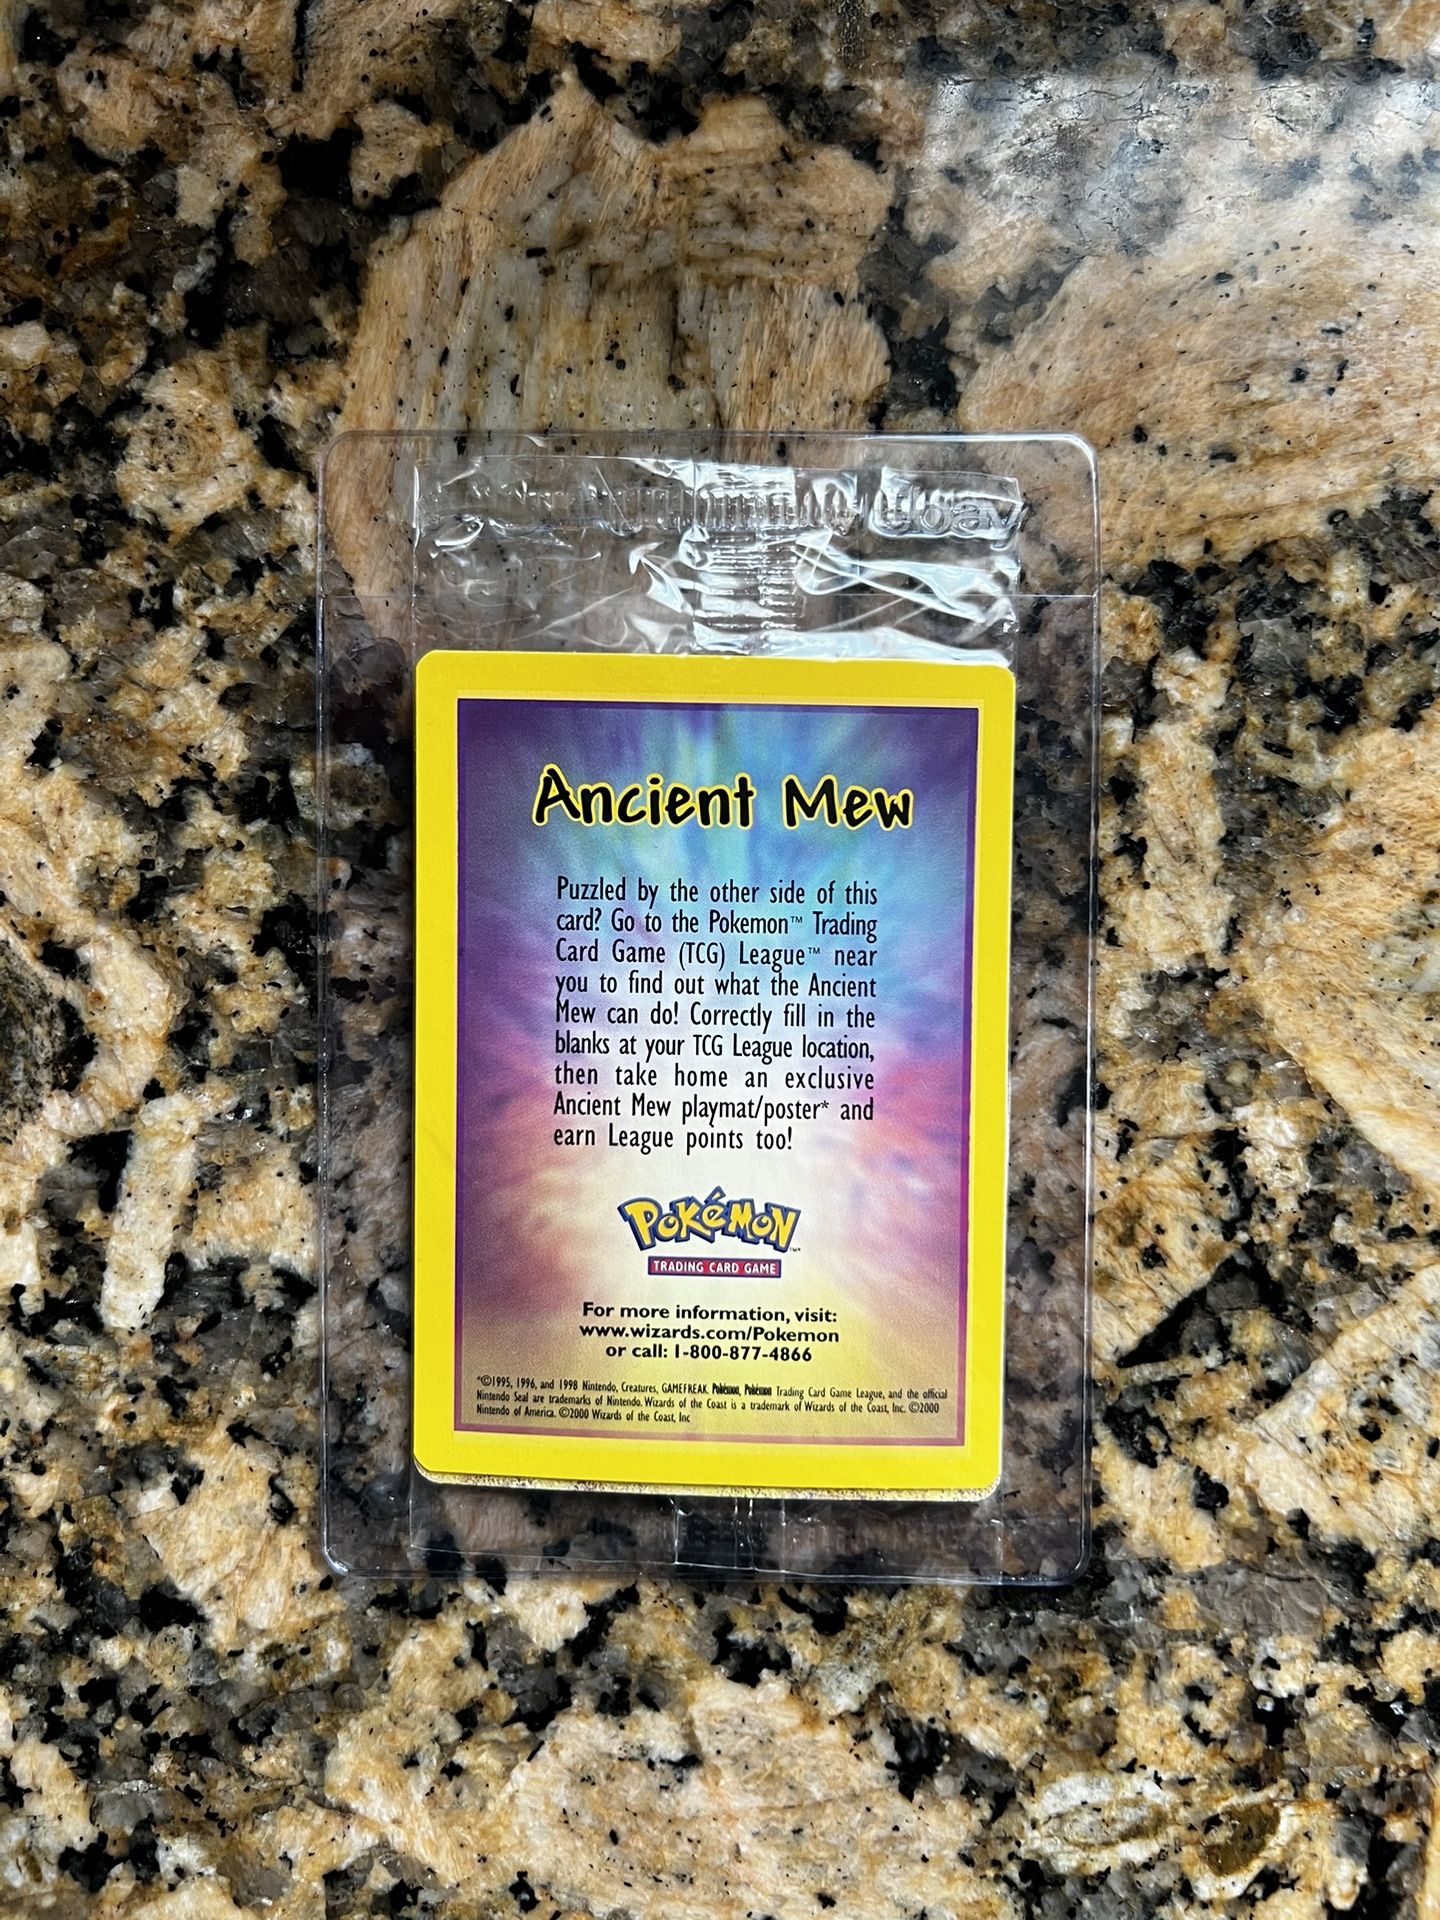 ebay
Ancient Mew
Puzzled by the other side of this
card? Go to the Pokemon™ Trading
Card Game (TCG) League™ near
you to find out what the Ancient
Mew can do! Correctly fill in the
blanks at your TCG League location,
then take home an exclusive
Ancient Mew playmat/poster* and
earn League points too!
POKéMON™
TRADING CARD GAME
For more information, visit:
www.wizards.com/Pokemon
or call: 1-800-877-4866
*©1995, 1996, and 1998 Nintendo, Creatures, GAMEFREAK. Pokémon, Pokémon Trading Card Game League, and the official
Nintendo Seal are trademarks of Nintendo. Wizards of the Coast is a trademark of Wizards of the Coast, Inc. ©2000
Nintendo of America. ©2000 Wizards of the Coast, Inc